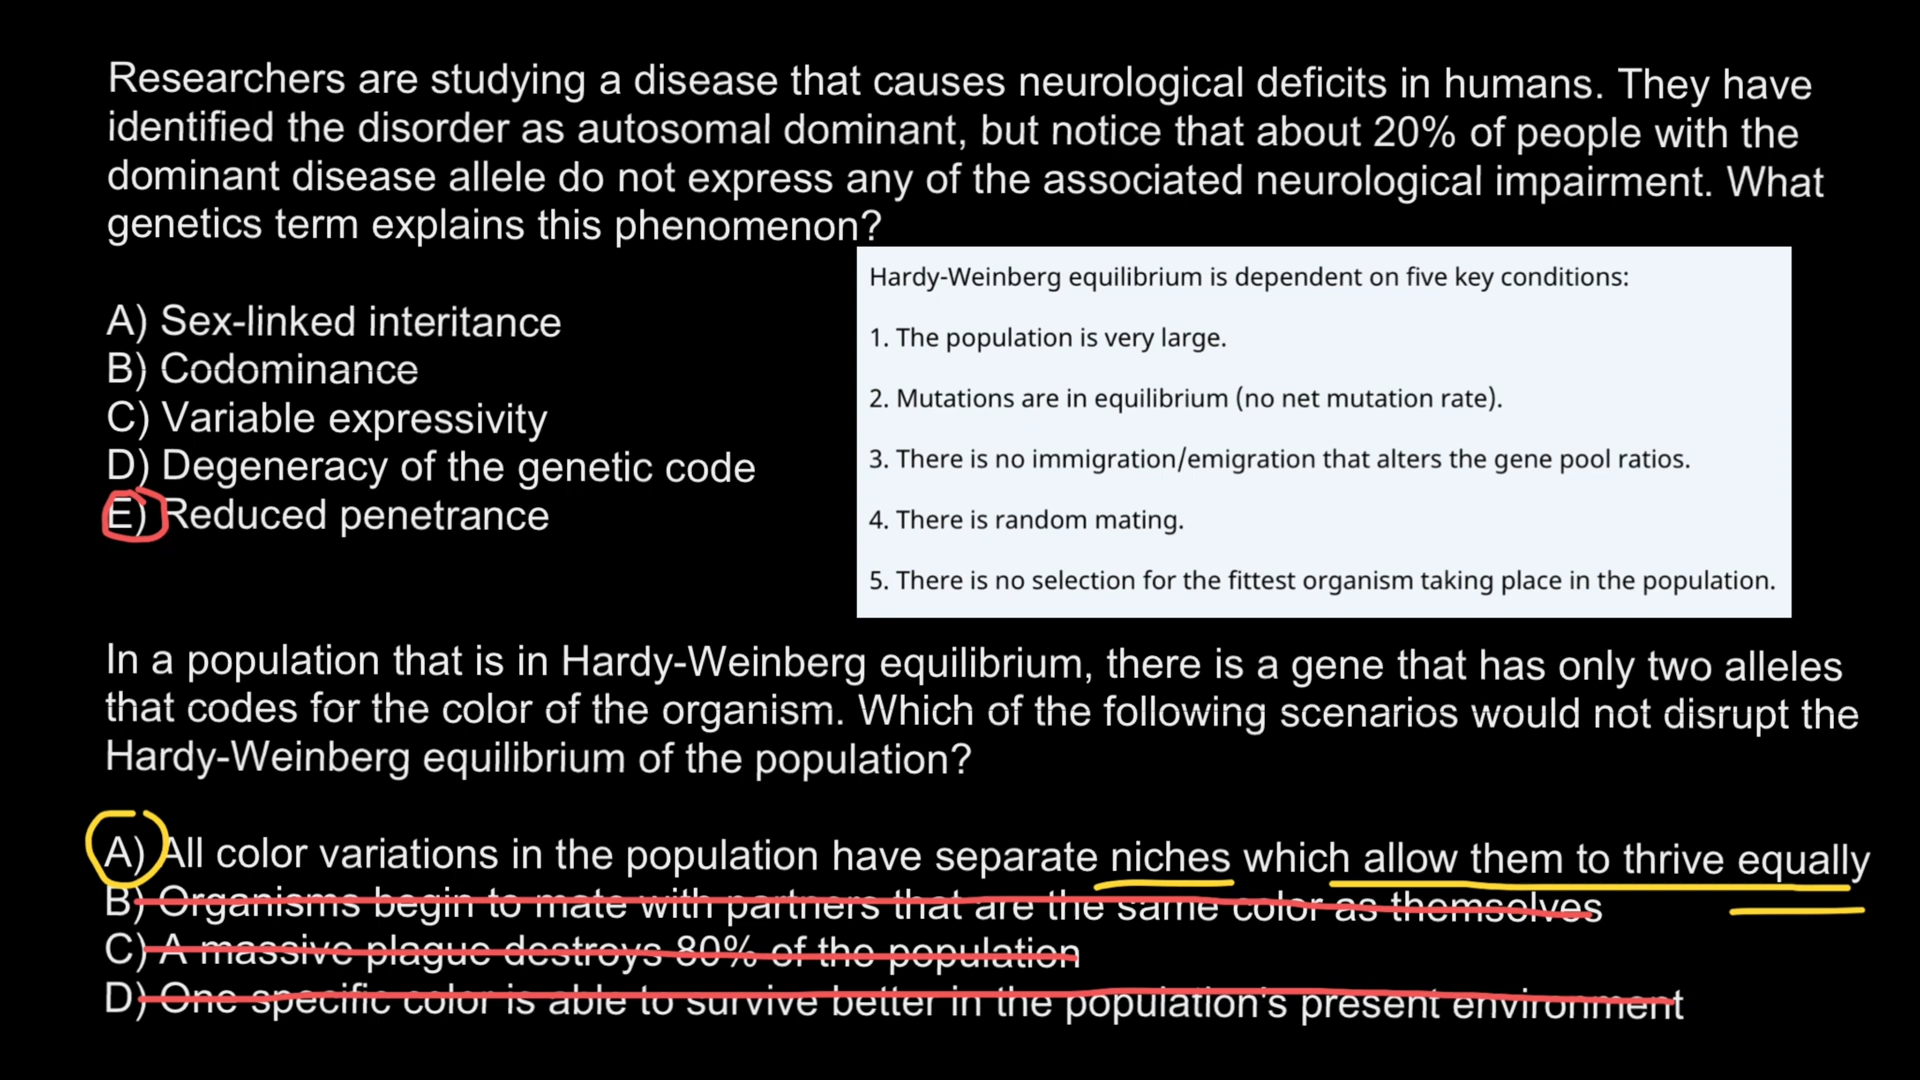 Researchers are studying a disease that causes neurological deficits in humans. They have
identified the disorder as autosomal dominant, but notice that about 20% of people with the
dominant disease allele do not express any of the associated neurological impairment. What
genetics term explains this phenomenon?
A) Sex-linked interitance
B) Codominance
C) Variable expressivity
D) Degeneracy of the genetic code
E) Reduced penetrance
Hardy-Weinberg equilibrium is dependent on five key conditions:
1. The population is very large.
2. Mutations are in equilibrium (no net mutation rate).
3. There is no immigration/emigration that alters the gene pool ratios.
4. There is random mating.
5. There is no selection for the fittest organism taking place in the population.
In a population that is in Hardy-Weinberg equilibrium, there is a gene that has only two alleles
that codes for the color of the organism. Which of the following scenarios would not disrupt the
Hardy-Weinberg equilibrium of the population?
A) All color variations in the population have separate niches which allow them to thrive equally
B) Organisms begin to mate with partners that are the same color as themselves
C) A massive plague destroys 80% of the population
D) One specific color is able to survive better in the population's present environment